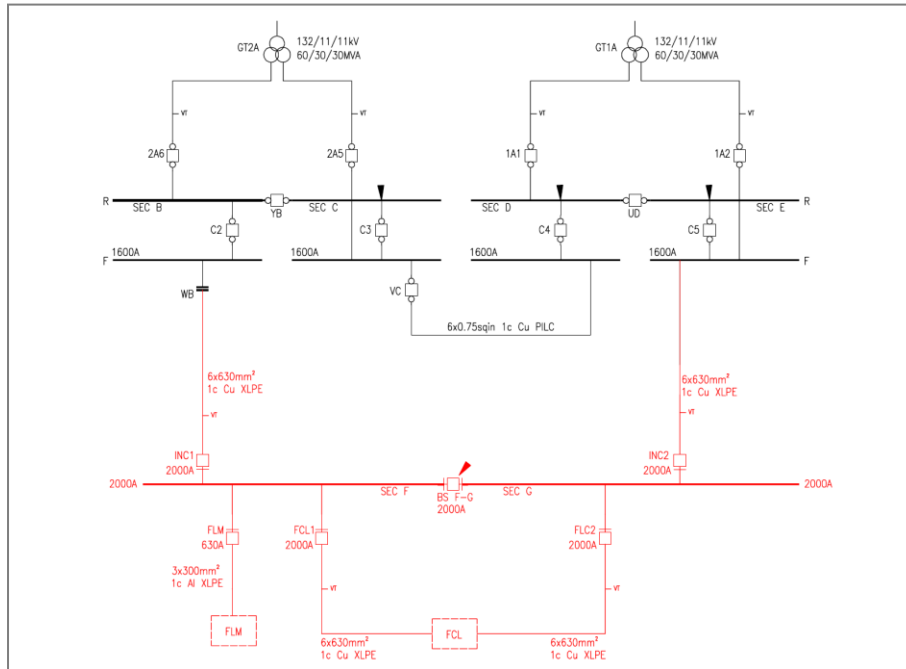 GT2A
132/11/11kV
60/30/30MVA
GT1A
132/11/11kV
60/30/30MVA
VT
VT
VT
VT
2A6
2A5
1A1
1A2
R
SEC B
YB
SEC C
SEC D
UD
SEC E
R
C2
C3
C4
C5
1600A
1600A
1600A
1600A
F
F
WB
VC
6x0.75sqin 1c Cu PILC
6x630mm²
1c Cu XLPE
6x630mm²
1c Cu XLPE
VT
VT
INC1
2000A
INC2
2000A
2000A
SEC F
BS F-G
2000A
SEC G
2000A
FLM
630A
FCL1
2000A
FLC2
2000A
3x300mm²
1c Al XLPE
VT
VT
FLM
FCL
6x630mm²
1c Cu XLPE
6x630mm²
1c Cu XLPE